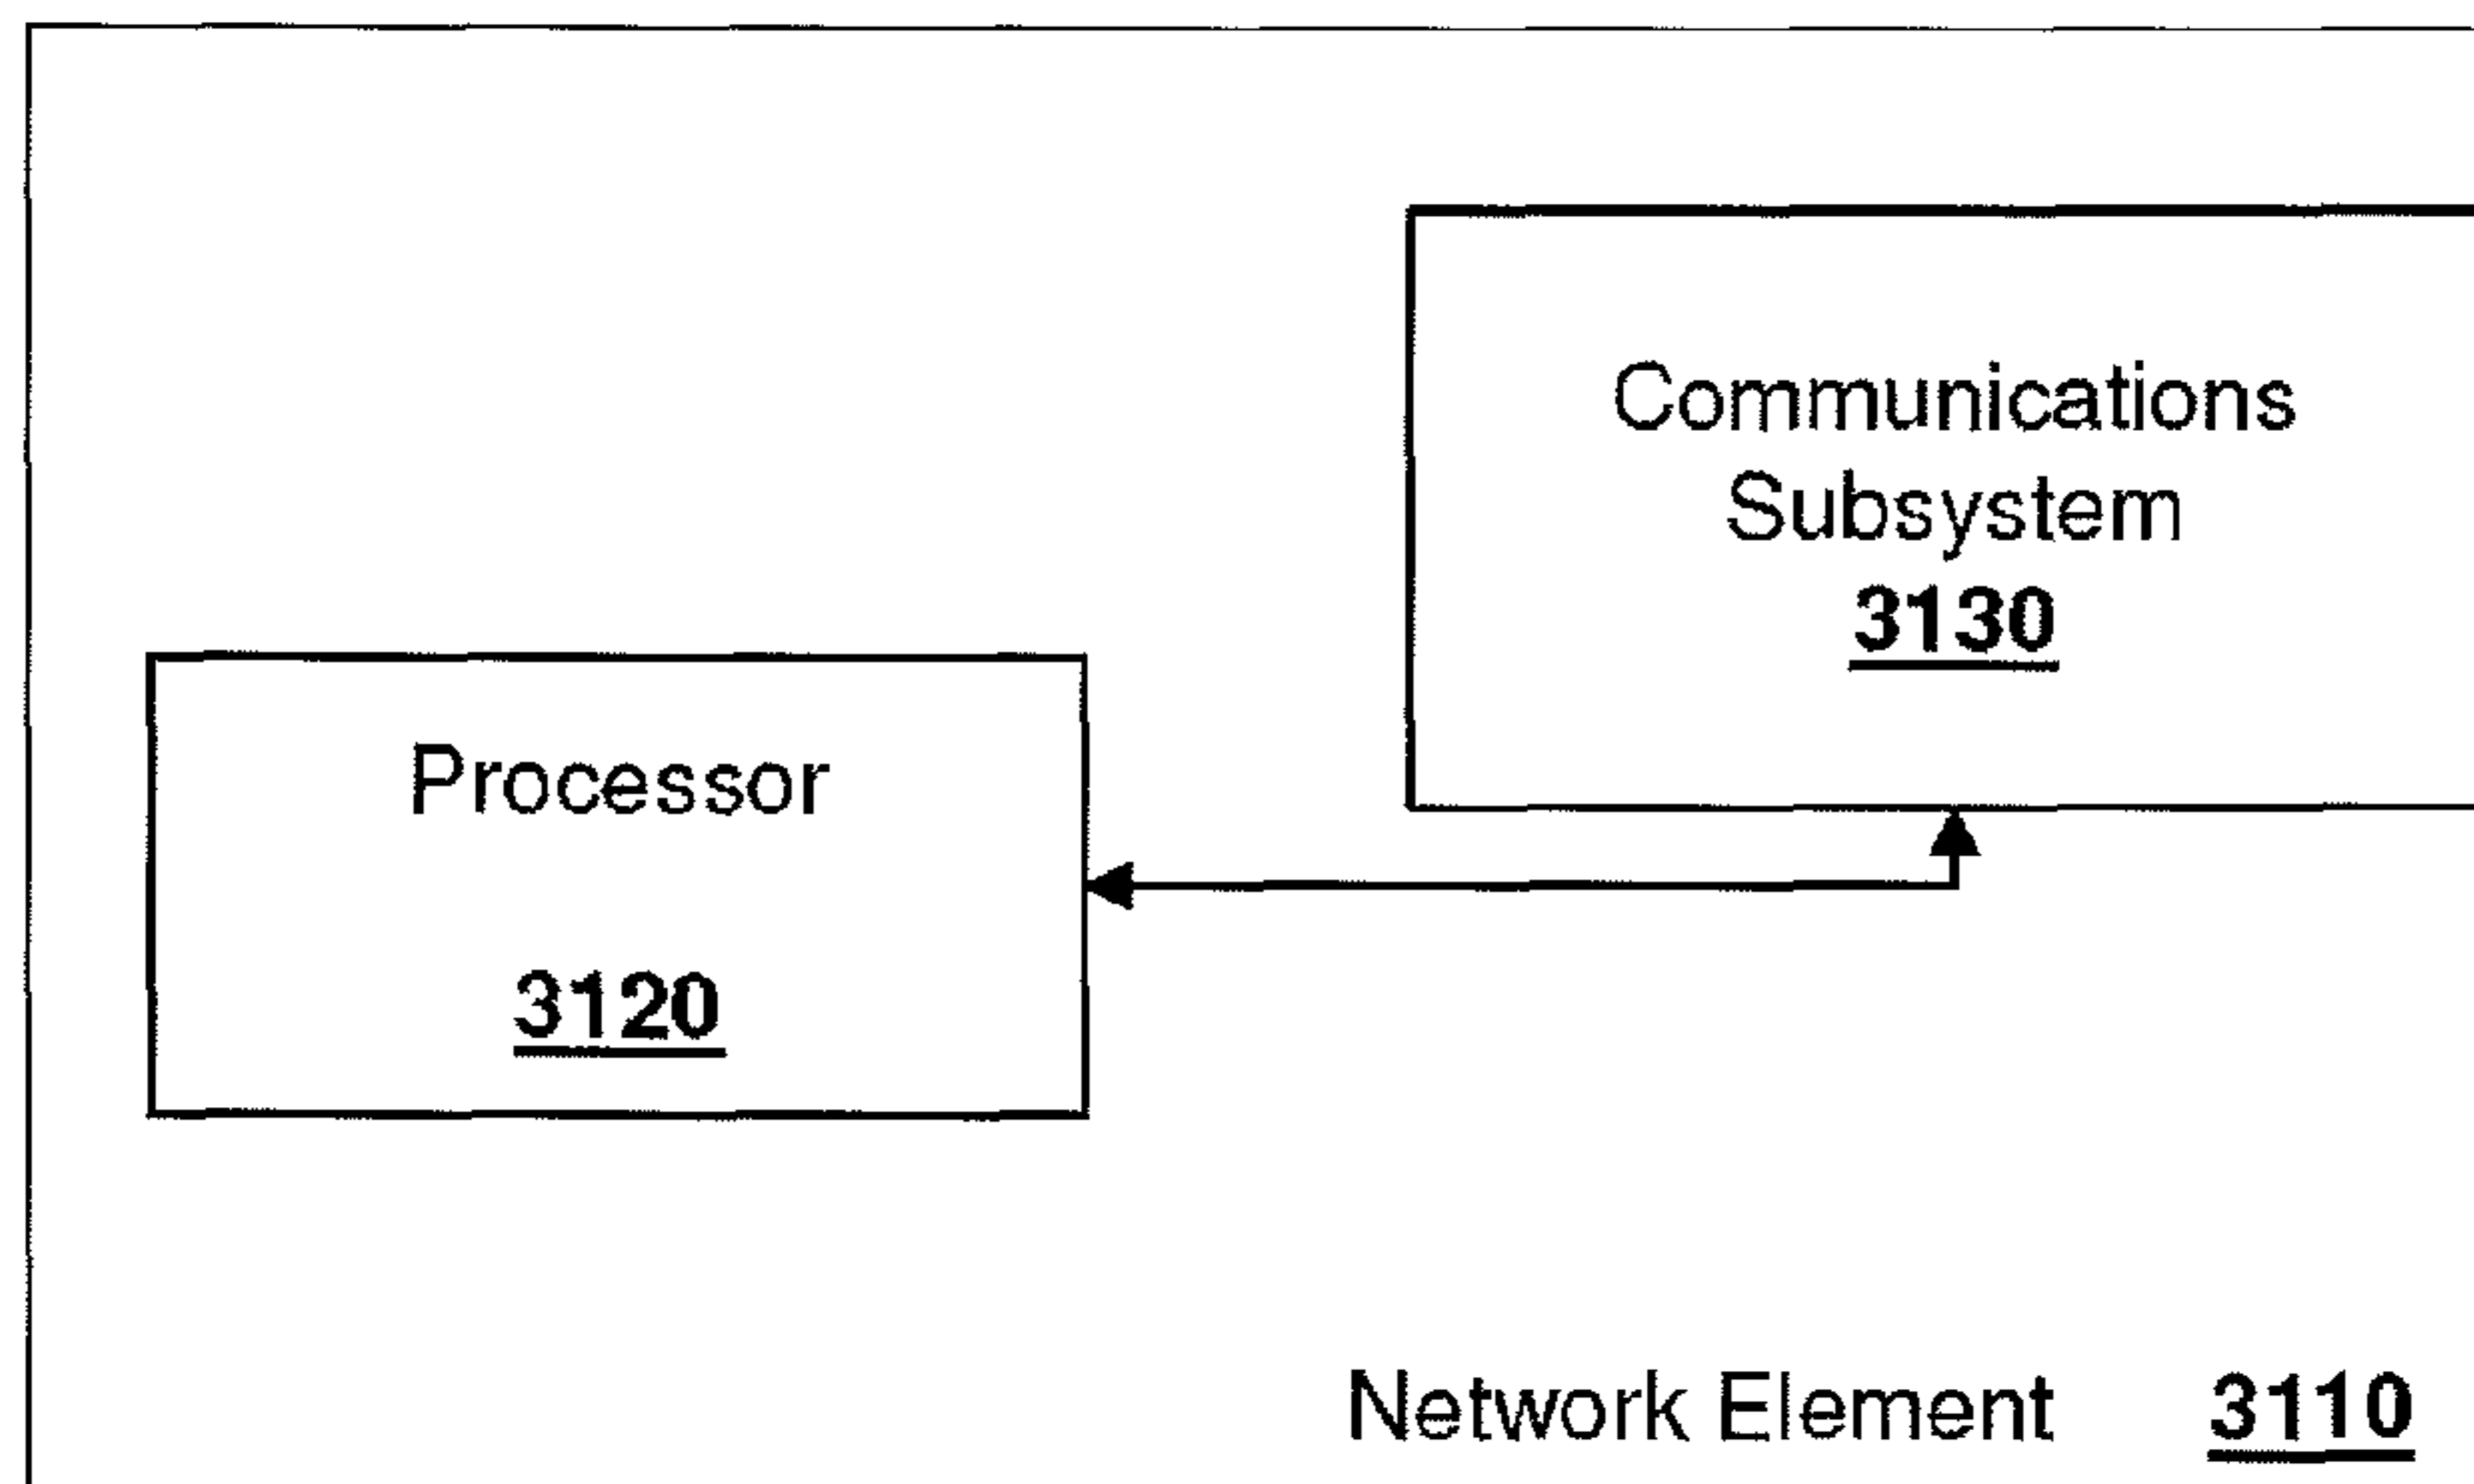 Communications
Subsystem
3130
Processor
3120
Network Element 3110